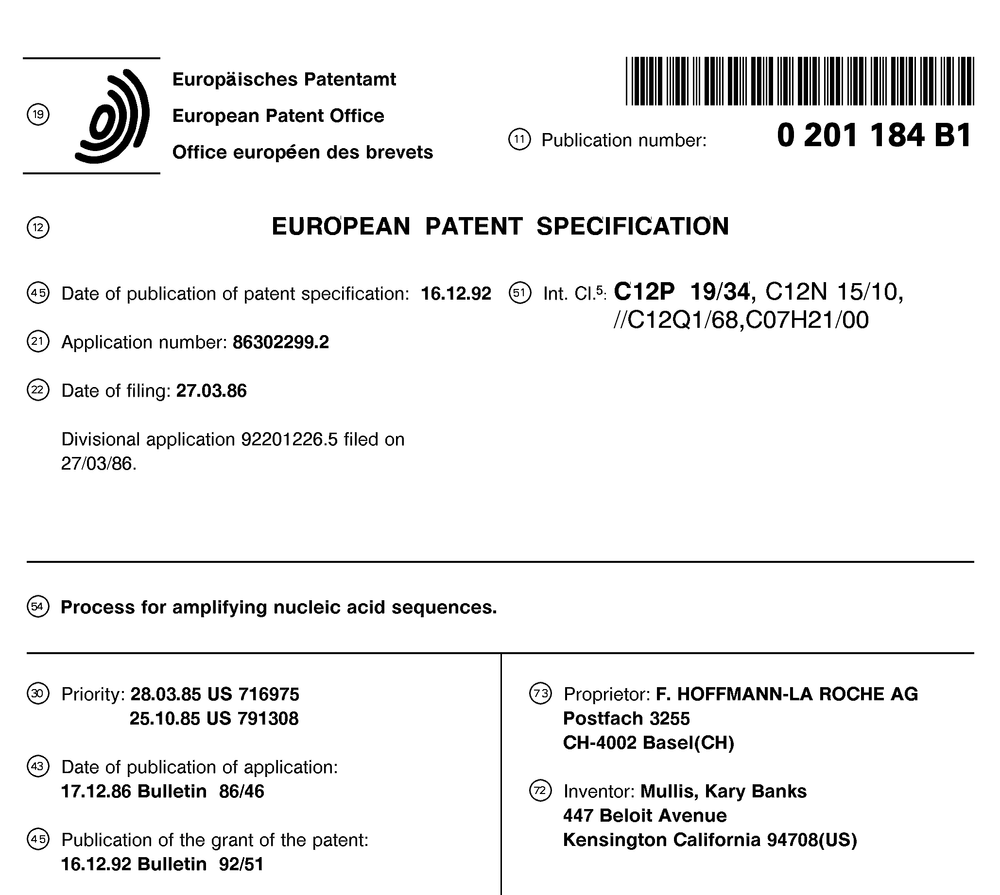 19
Europäisches Patentamt
European Patent Office
Office européen des brevets
11 Publication number: 0 201 184 B1
12 EUROPEAN PATENT SPECIFICATION
45 Date of publication of patent specification: 16.12.92
51 Int. Cl.5: C12P 19/34, C12N 15/10,
//C12Q1/68,C07H21/00
21 Application number: 86302299.2
22 Date of filing: 27.03.86
Divisional application 92201226.5 filed on
27/03/86.
54 Process for amplifying nucleic acid sequences.
30 Priority: 28.03.85 US 716975
25.10.85 US 791308
43 Date of publication of application:
17.12.86 Bulletin 86/46
45 Publication of the grant of the patent:
16.12.92 Bulletin 92/51
73 Proprietor: F. HOFFMANN-LA ROCHE AG
Postfach 3255
CH-4002 Basel(CH)
72 Inventor: Mullis, Kary Banks
447 Beloit Avenue
Kensington California 94708(US)